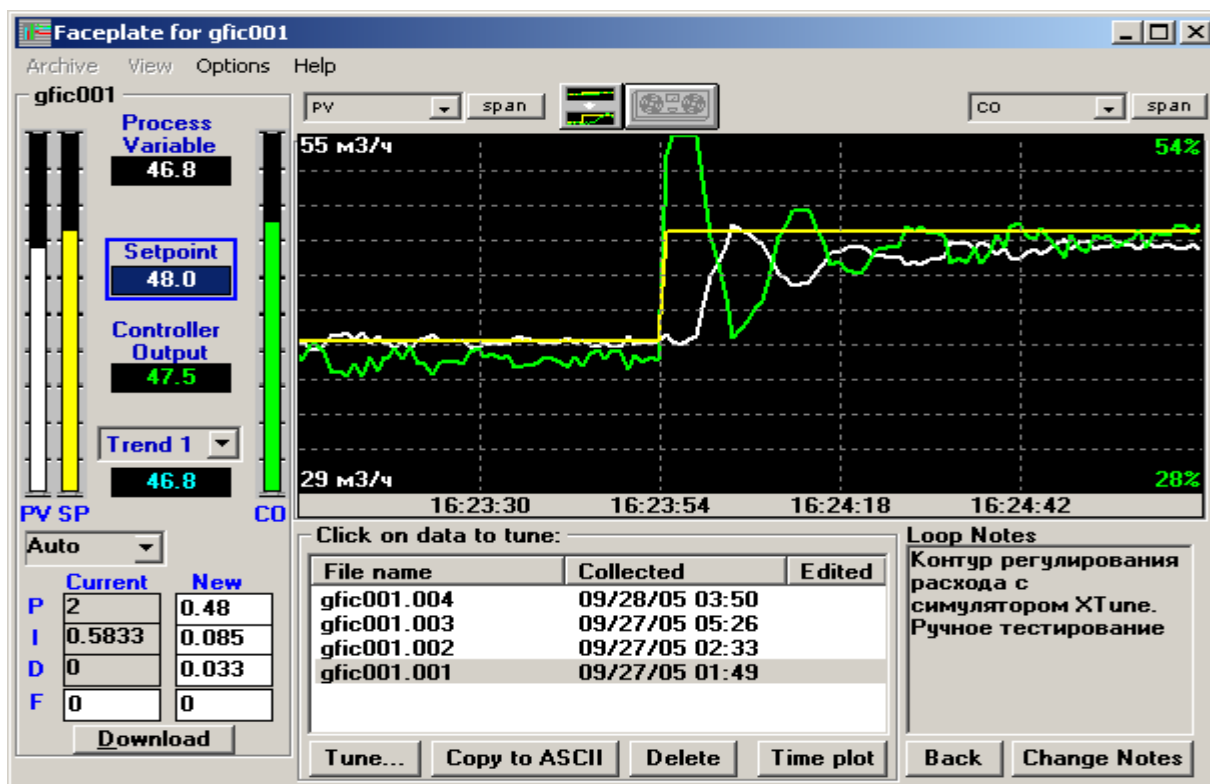 Faceplate for gfic001
Archive View Options Help
gfic001
Process
Variable
46.8
Setpoint
48.0
Controller
Output
47.5
Trend 1
46.8
PV SP CO
Auto
Current New
P 2 0.48
I 0.5833 0.085
D 0 0.033
F 0 0
Download
PV span CO span
55 м3/ч 54%
29 м3/ч 28%
16:23:30 16:23:54 16:24:18 16:24:42
Click on data to tune:
File name Collected Edited
gfic001.004 09/28/05 03:50
gfic001.003 09/27/05 05:26
gfic001.002 09/27/05 02:33
gfic001.001 09/27/05 01:49
Tune... Copy to ASCII Delete Time plot
Loop Notes
Контур регулирования
расхода с
симулятором XTune.
Ручное тестирование
Back Change Notes